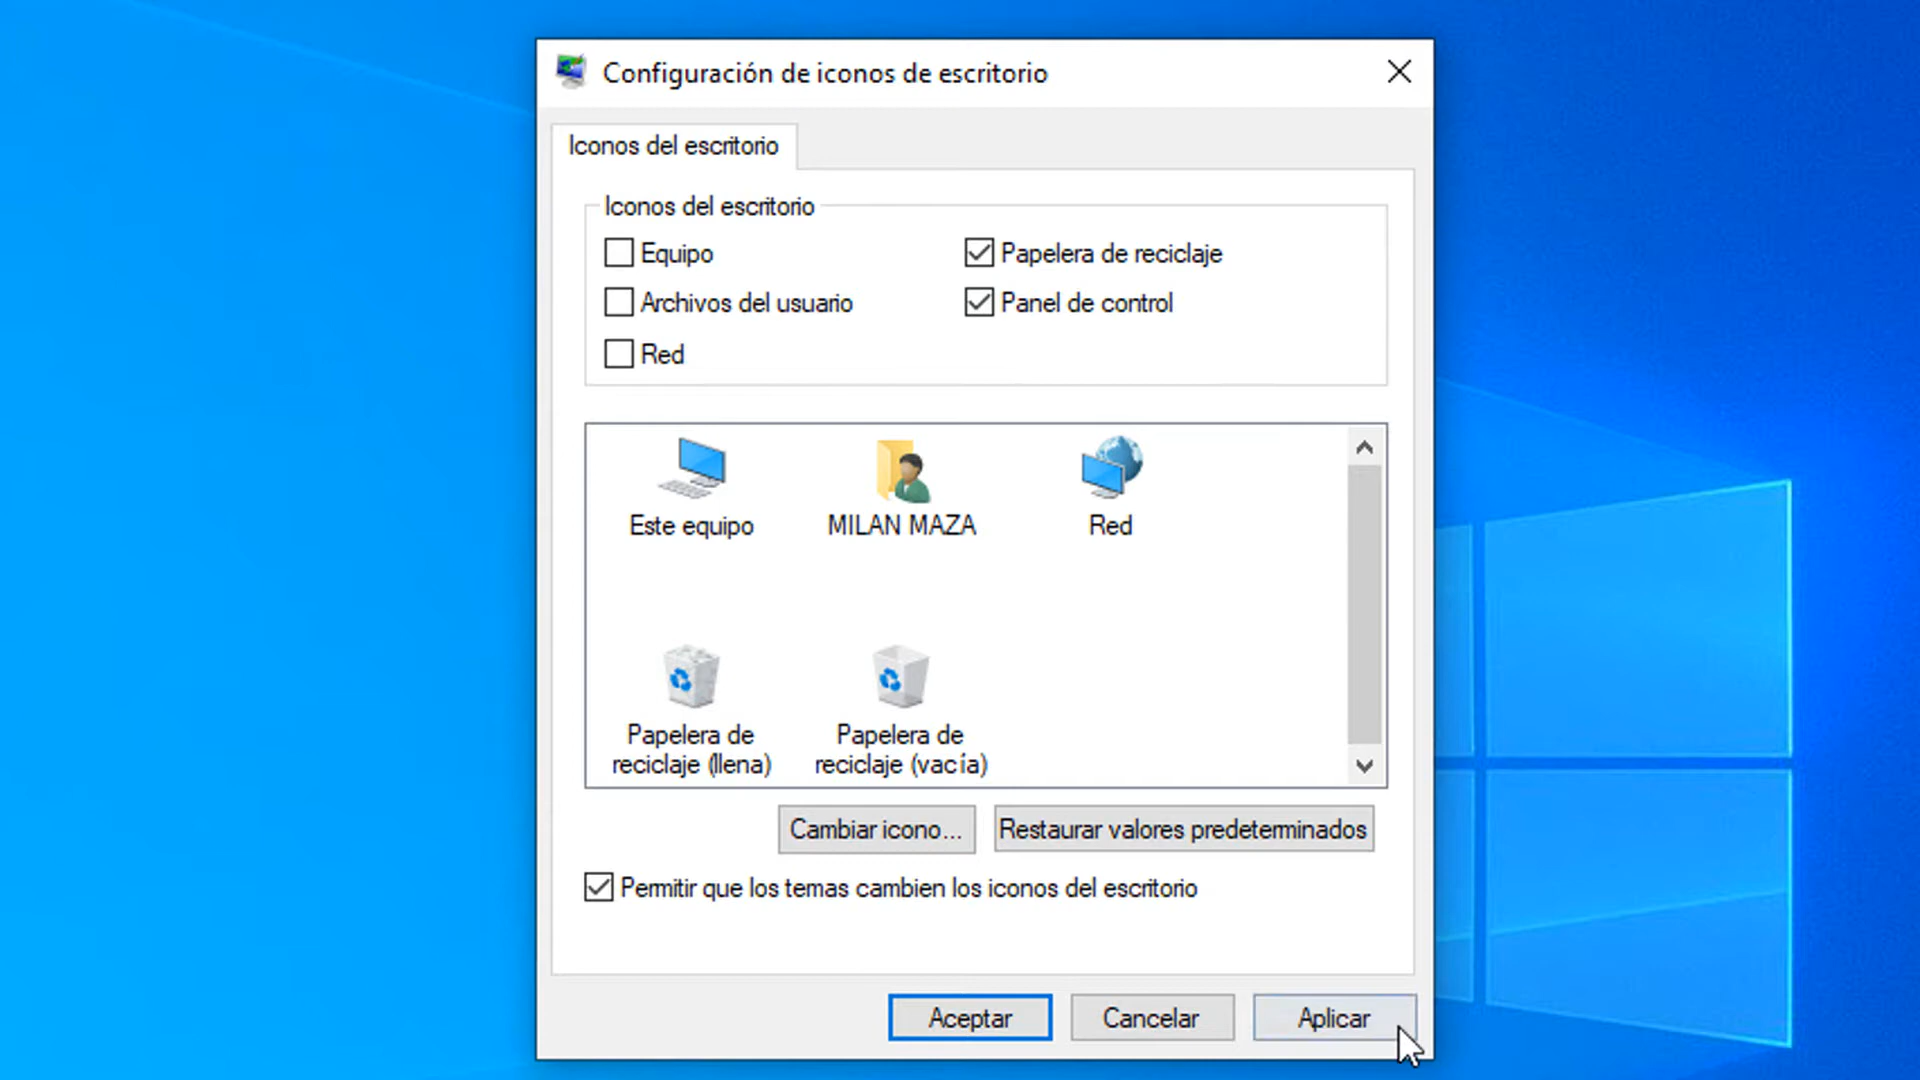 Configuración de iconos de escritorio
Iconos del escritorio
Iconos del escritorio
Equipo
Papelera de reciclaje
Archivos del usuario
Panel de control
Red
Este equipo
MILAN MAZA
Red
Papelera de
reciclaje (llena)
Papelera de
reciclaje (vacía)
Cambiar icono...
Restaurar valores predeterminados
Permitir que los temas cambien los iconos del escritorio
Aceptar
Cancelar
Aplicar